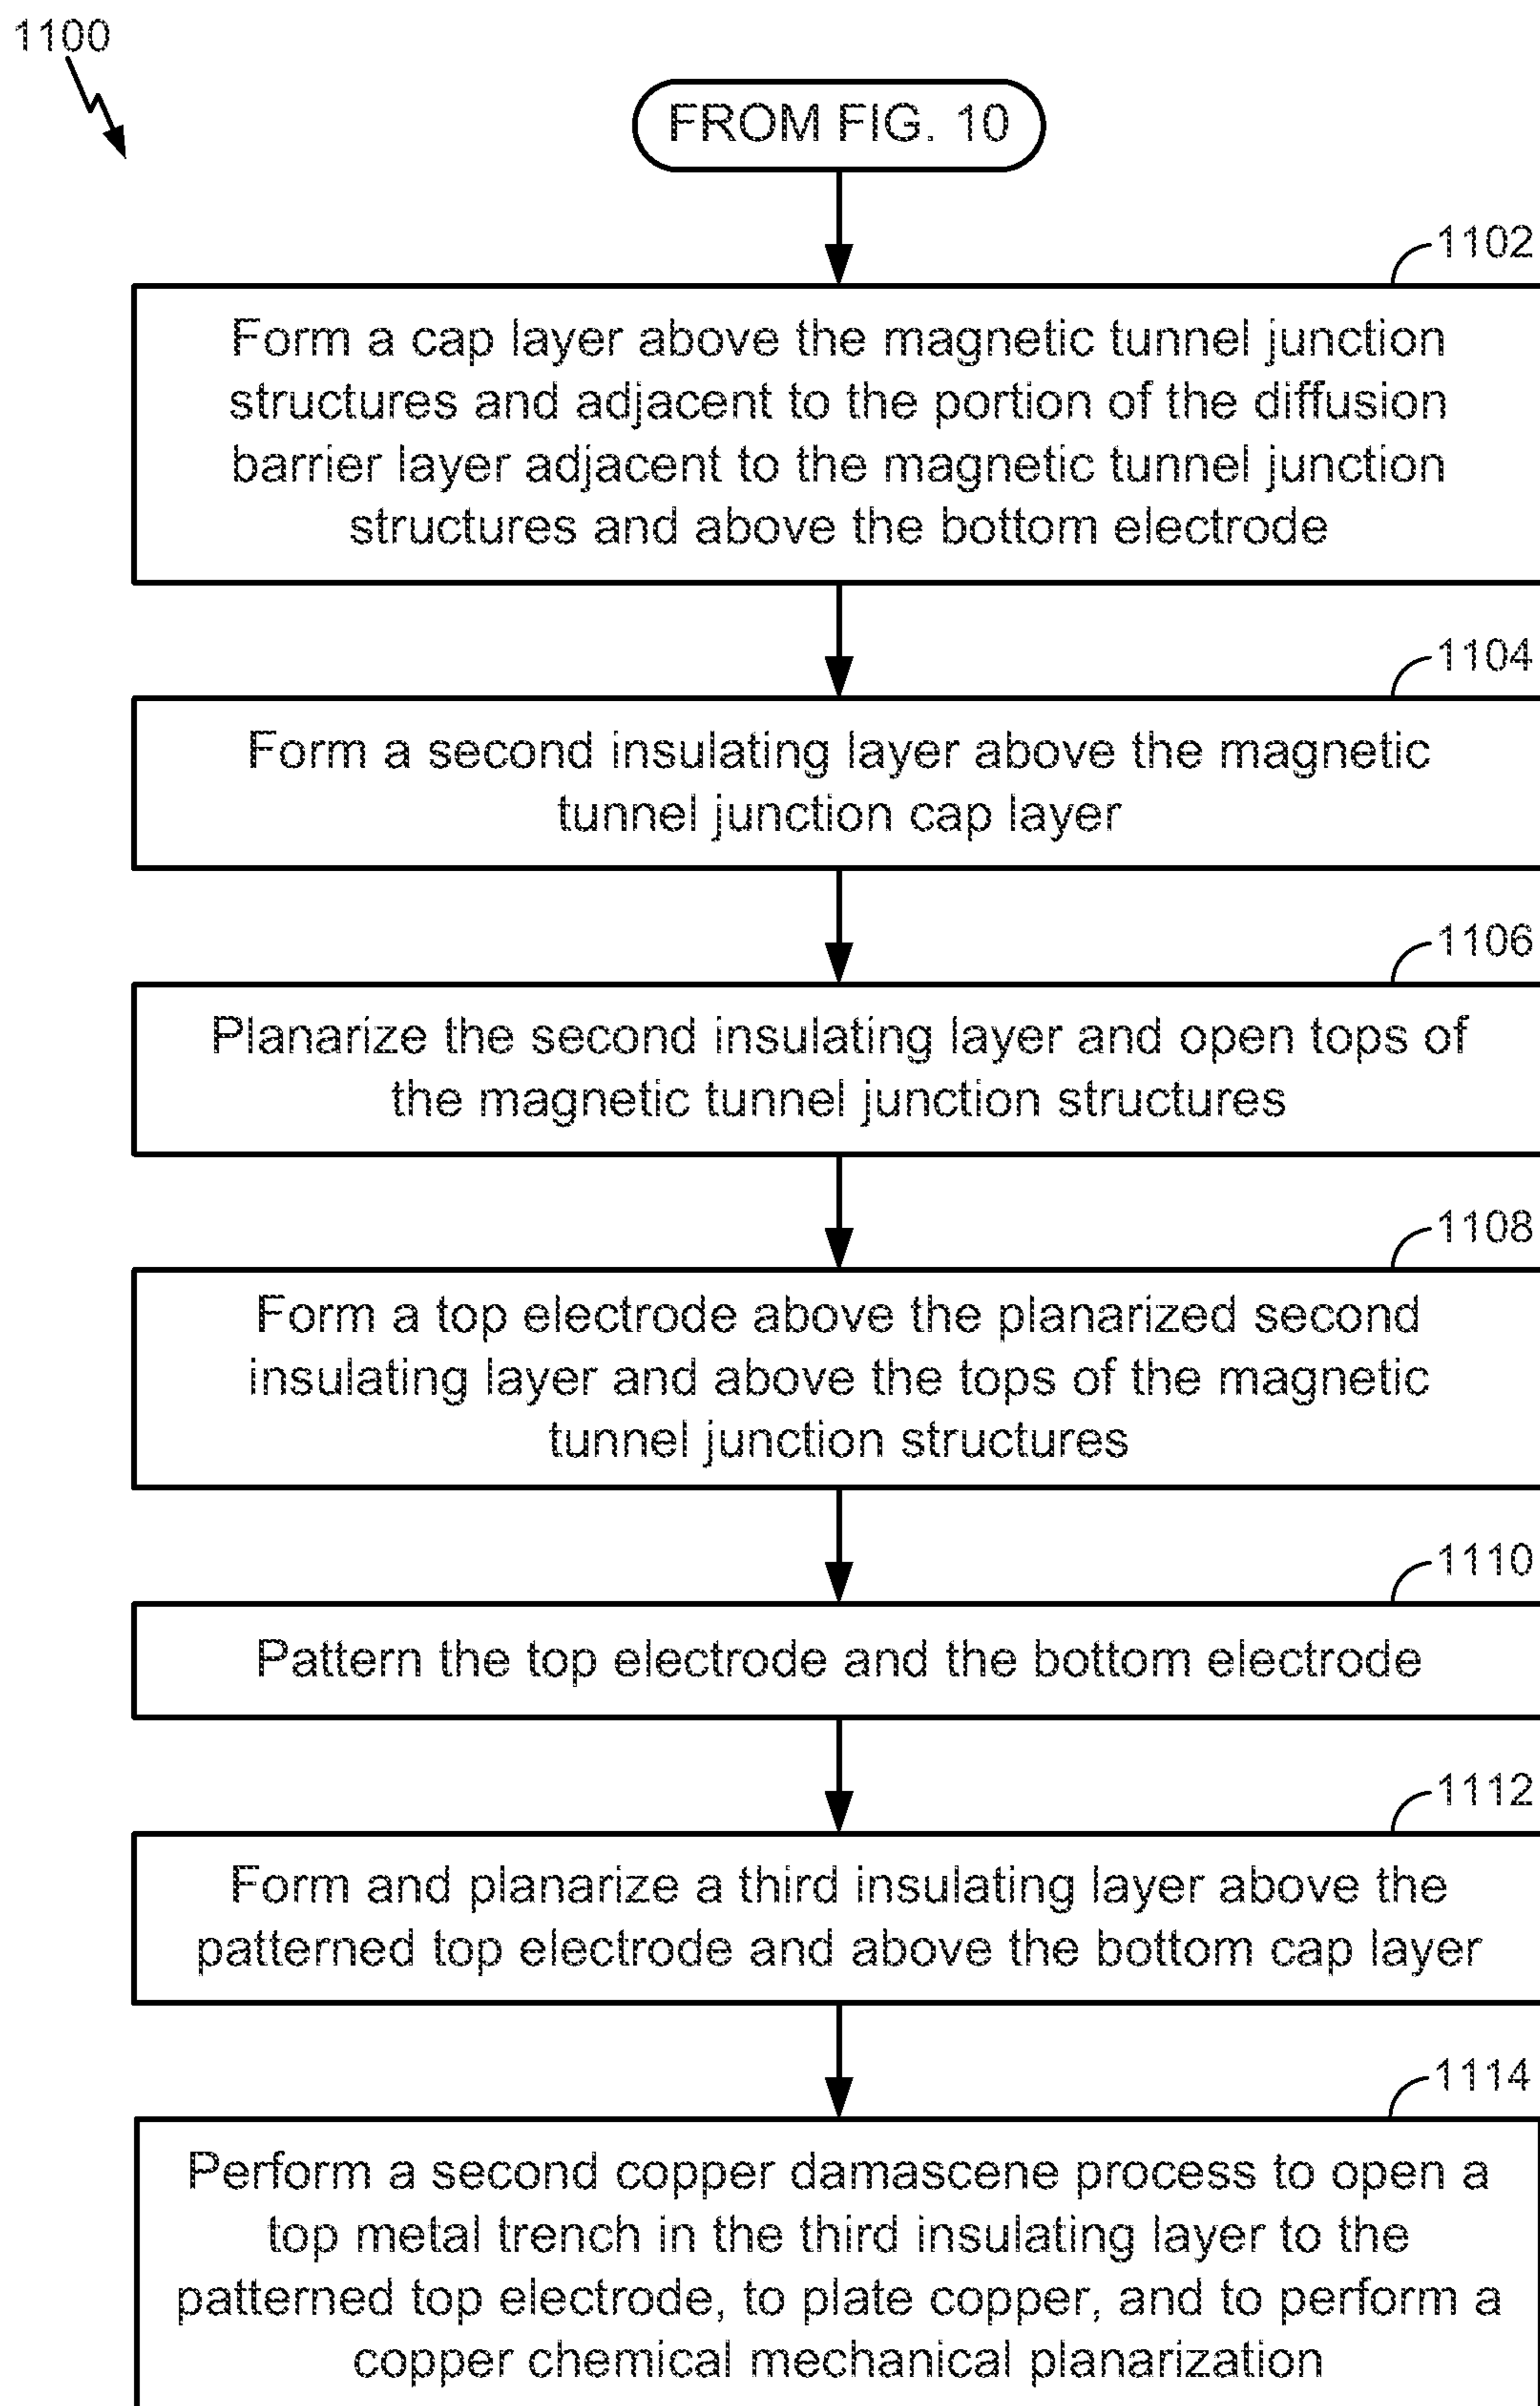 1100
FROM FIG. 10
1102
Form a cap layer above the magnetic tunnel junction
structures and adjacent to the portion of the diffusion
barrier layer adjacent to the magnetic tunnel junction
structures and above the bottom electrode
1104
Form a second insulating layer above the magnetic
tunnel junction cap layer
1106
Planarize the second insulating layer and open tops of
the magnetic tunnel junction structures
1108
Form a top electrode above the planarized second
insulating layer and above the tops of the magnetic
tunnel junction structures
1110
Pattern the top electrode and the bottom electrode
1112
Form and planarize a third insulating layer above the
patterned top electrode and above the bottom cap layer
1114
Perform a second copper damascene process to open a
top metal trench in the third insulating layer to the
patterned top electrode, to plate copper, and to perform a
copper chemical mechanical planarization